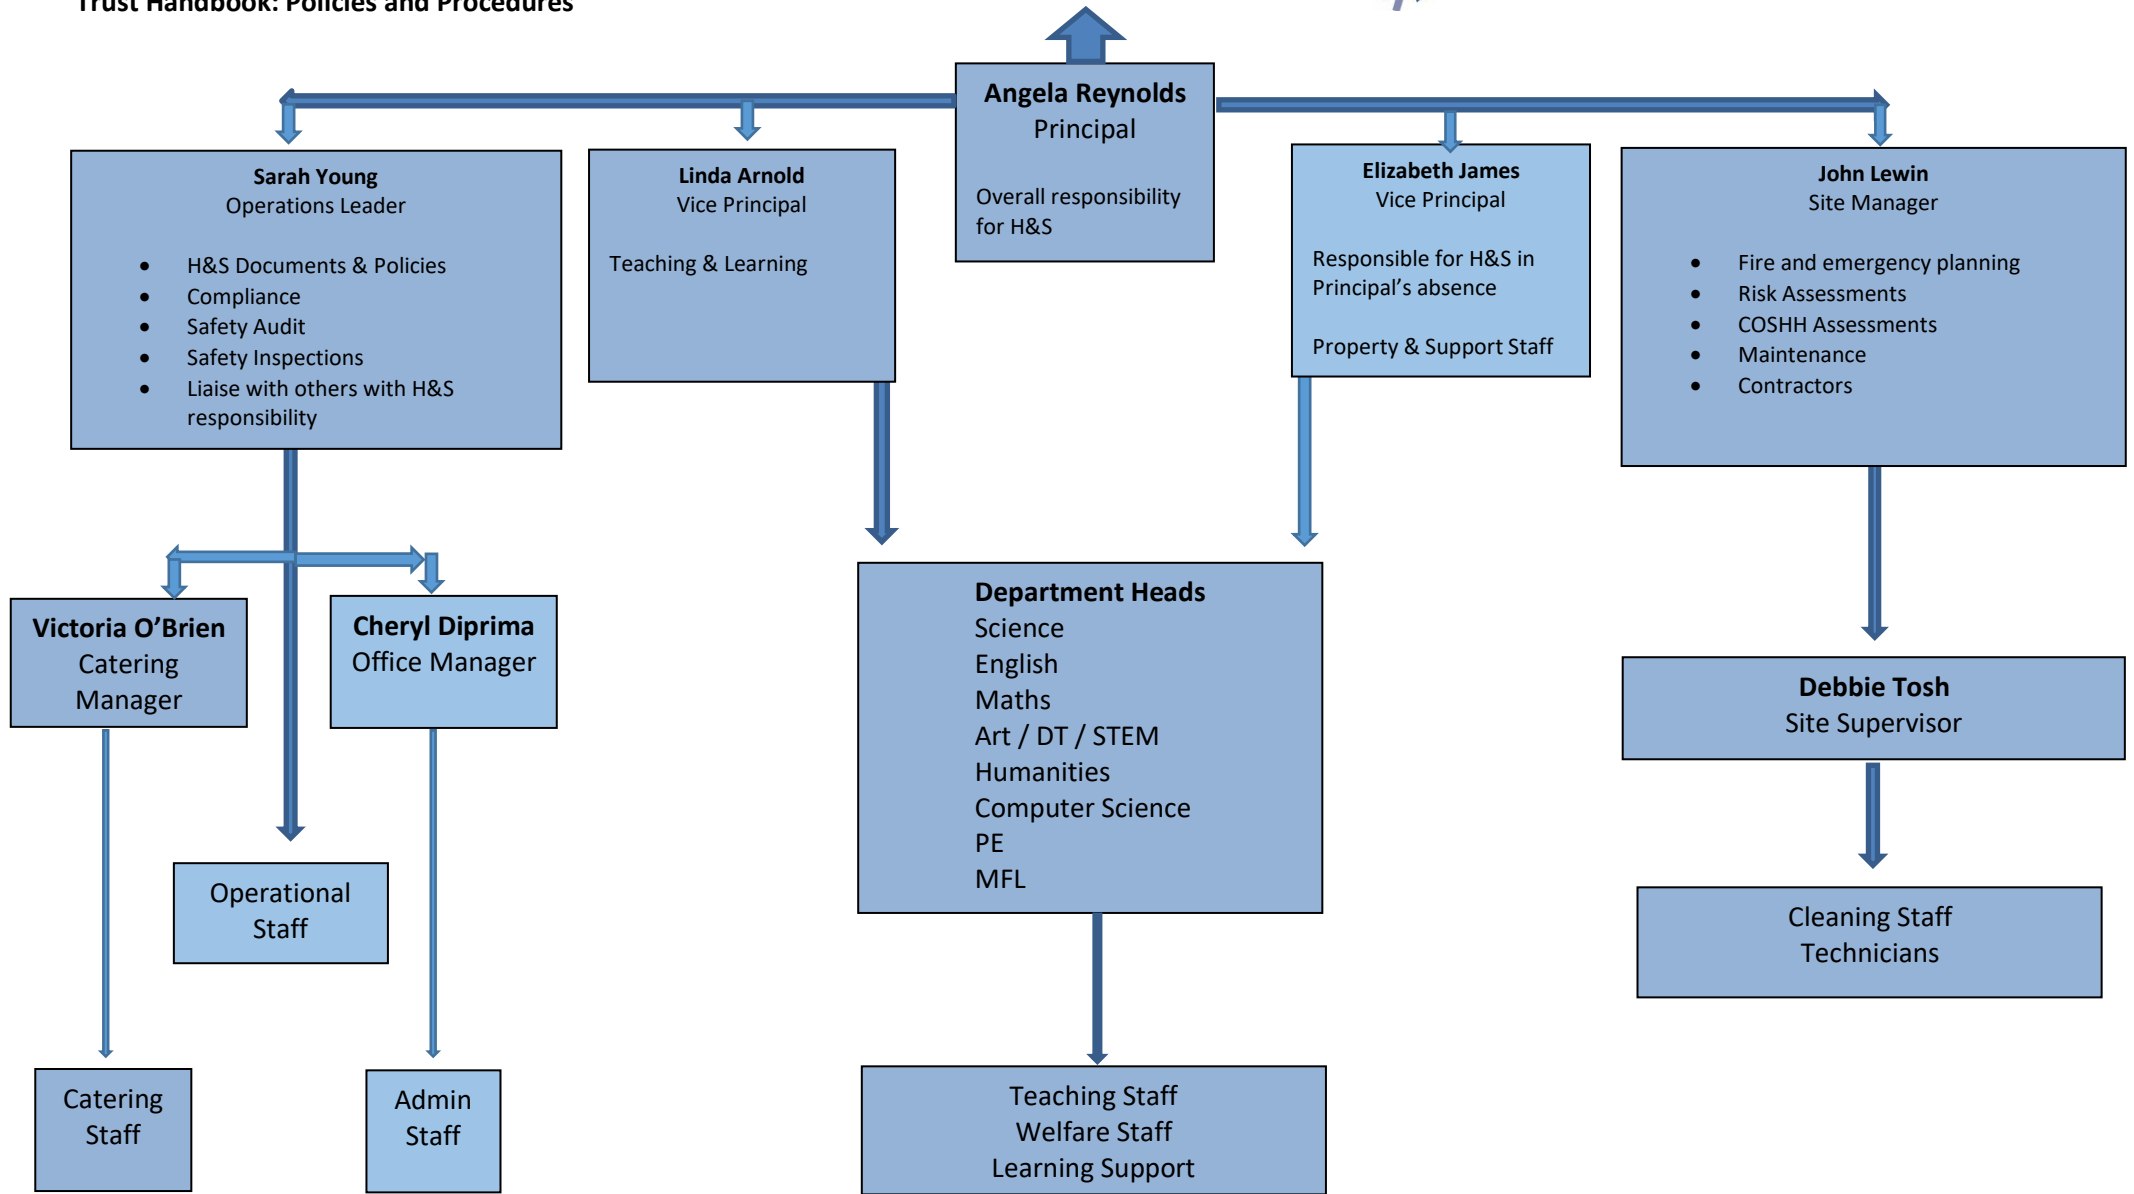 Trust Handbook: Policies and Procedures
Angela Reynolds
Principal
Overall responsibility
for H&S
Sarah Young
Operations Leader
• H&S Documents & Policies
• Compliance
• Safety Audit
• Safety Inspections
• Liaise with others with H&S
responsibility
Linda Arnold
Vice Principal
Teaching & Learning
Elizabeth James
Vice Principal
Responsible for H&S in
Principal’s absence
Property & Support Staff
John Lewin
Site Manager
• Fire and emergency planning
• Risk Assessments
• COSHH Assessments
• Maintenance
• Contractors
Victoria O’Brien
Catering
Manager
Cheryl Diprima
Office Manager
Department Heads
Science
English
Maths
Art / DT / STEM
Humanities
Computer Science
PE
MFL
Debbie Tosh
Site Supervisor
Operational
Staff
Cleaning Staff
Technicians
Catering
Staff
Admin
Staff
Teaching Staff
Welfare Staff
Learning Support